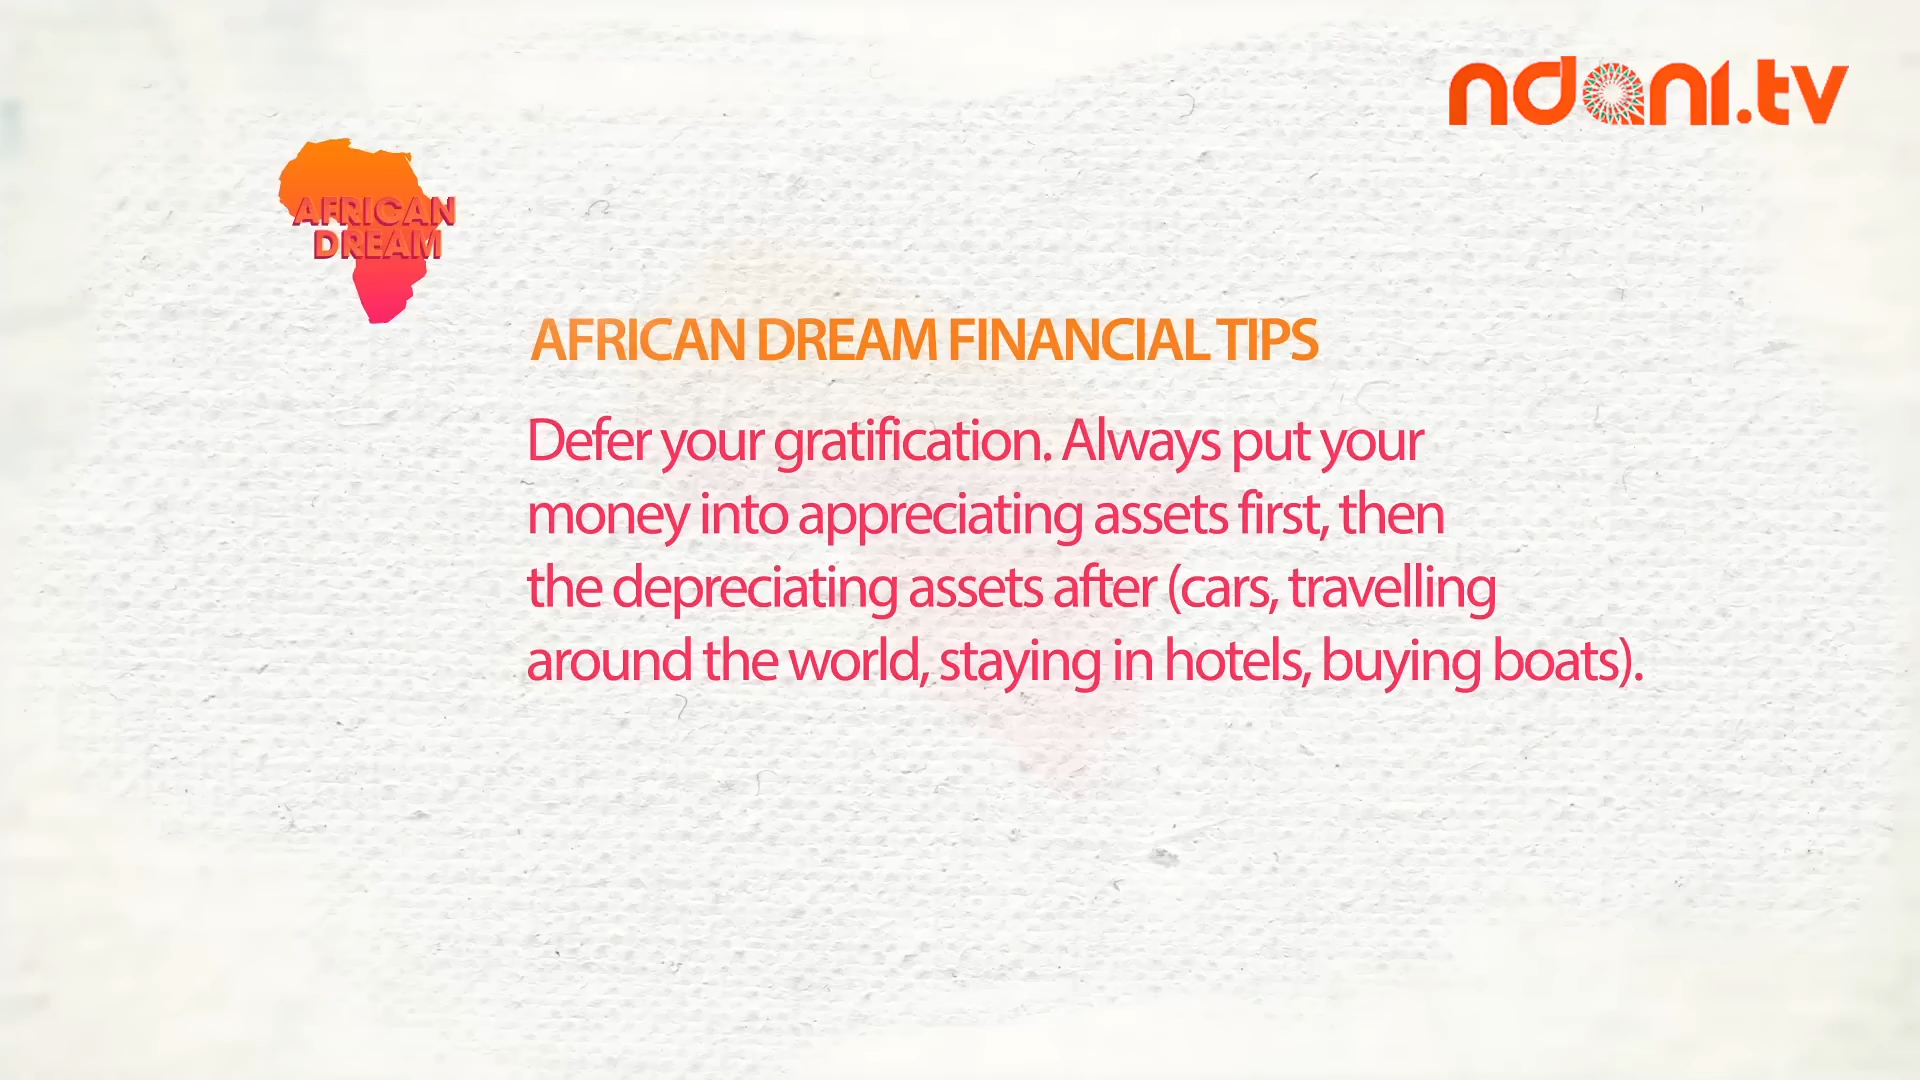 ndani.tv
AFRICAN
DREAM
AFRICAN DREAM FINANCIAL TIPS
Defer your gratification. Always put your
money into appreciating assets first, then
the depreciating assets after (cars, travelling
around the world, staying in hotels, buying boats).